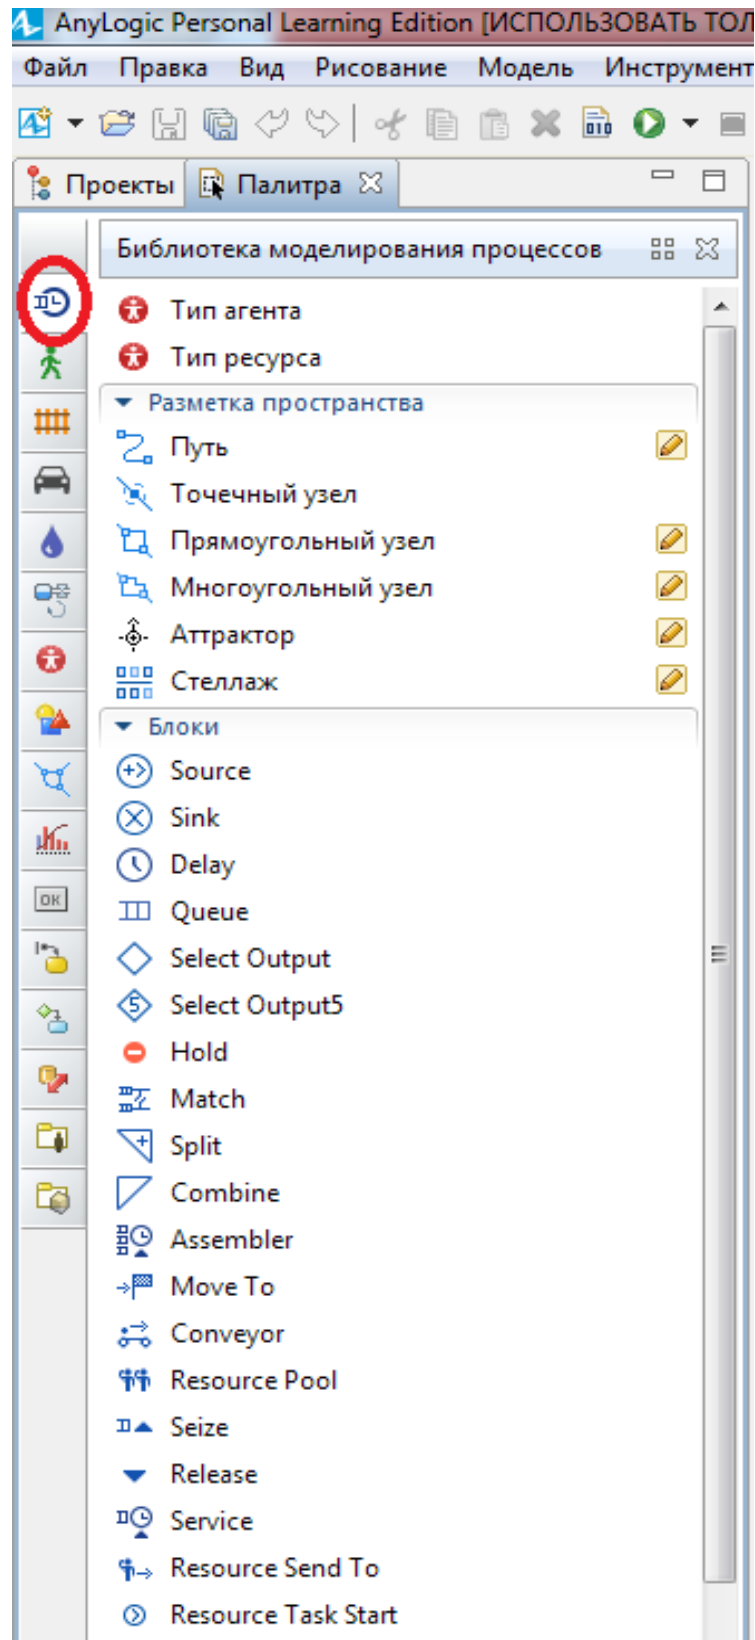 AnyLogic Personal Learning Edition [ИСПОЛЬЗОВАТЬ ТОЛ
Файл Правка Вид Рисование Модель Инструмент
Проекты Палитра
Библиотека моделирования процессов
Тип агента
Тип ресурса
Разметка пространства
Путь
Точечный узел
Прямоугольный узел
Многоугольный узел
Аттрактор
Стеллаж
Блоки
Source
Sink
Delay
OK
Queue
Select Output
Select Output5
Hold
Match
Split
Combine
Assembler
Move To
Conveyor
Resource Pool
Seize
Release
Service
Resource Send To
Resource Task Start